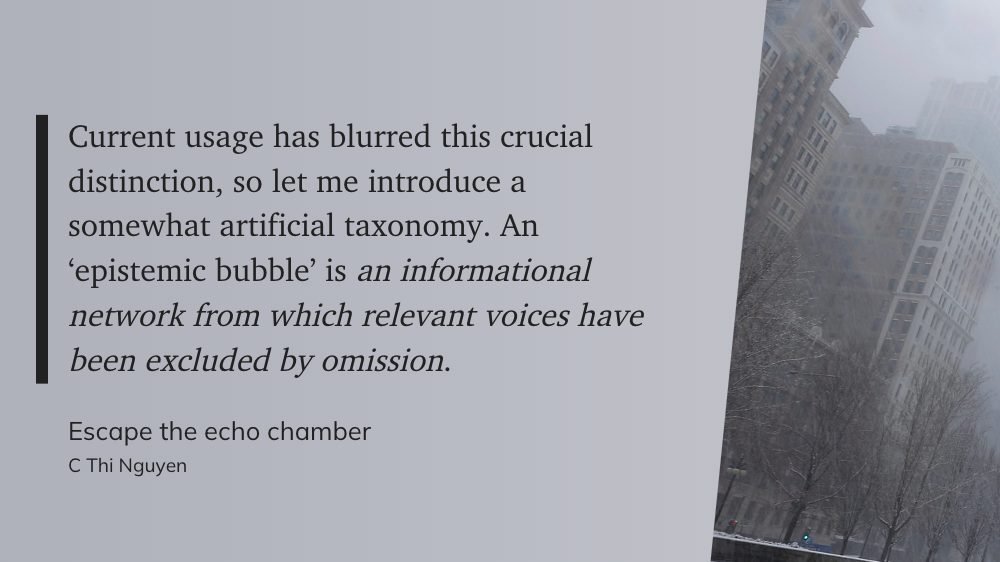 Current usage has blurred this crucial
distinction, so let me introduce a
somewhat artificial taxonomy. An
‘epistemic bubble’ is an informational
network from which relevant voices have
been excluded by omission.
Escape the echo chamber
C Thi Nguyen